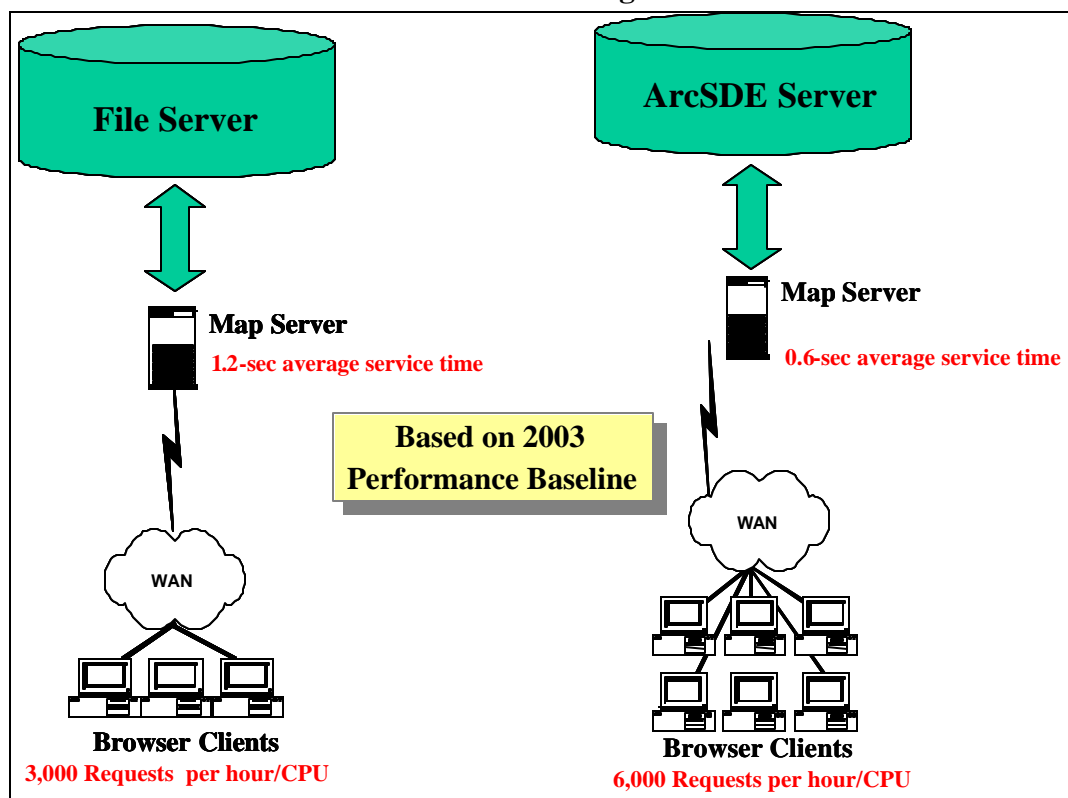 File Server
ArcSDE Server
Map Server
1.2-sec average service time
Map Server
0.6-sec average service time
Based on 2003
Performance Baseline
WAN
WAN
Browser Clients
3,000 Requests per hour/CPU
Browser Clients
6,000 Requests per hour/CPU